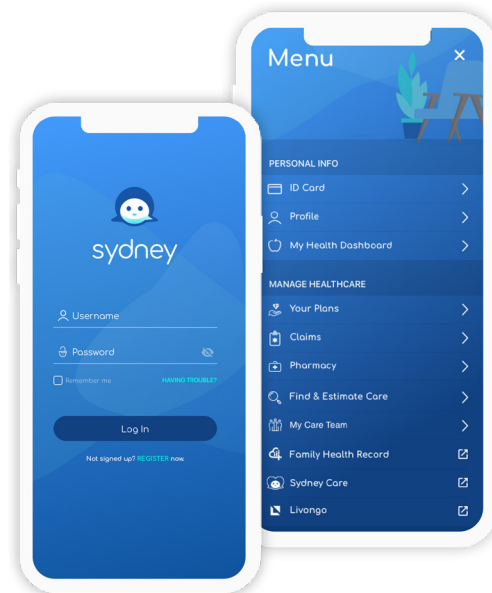 sydney
Username
Password
Remember me
HAVING TROUBLE?
Log In
Not signed up? REGISTER now.
Menu
PERSONAL INFO
ID Card
Profile
My Health Dashboard
MANAGE HEALTHCARE
Your Plans
Claims
Pharmacy
Find & Estimate Care
My Care Team
Family Health Record
Sydney Care
Livongo